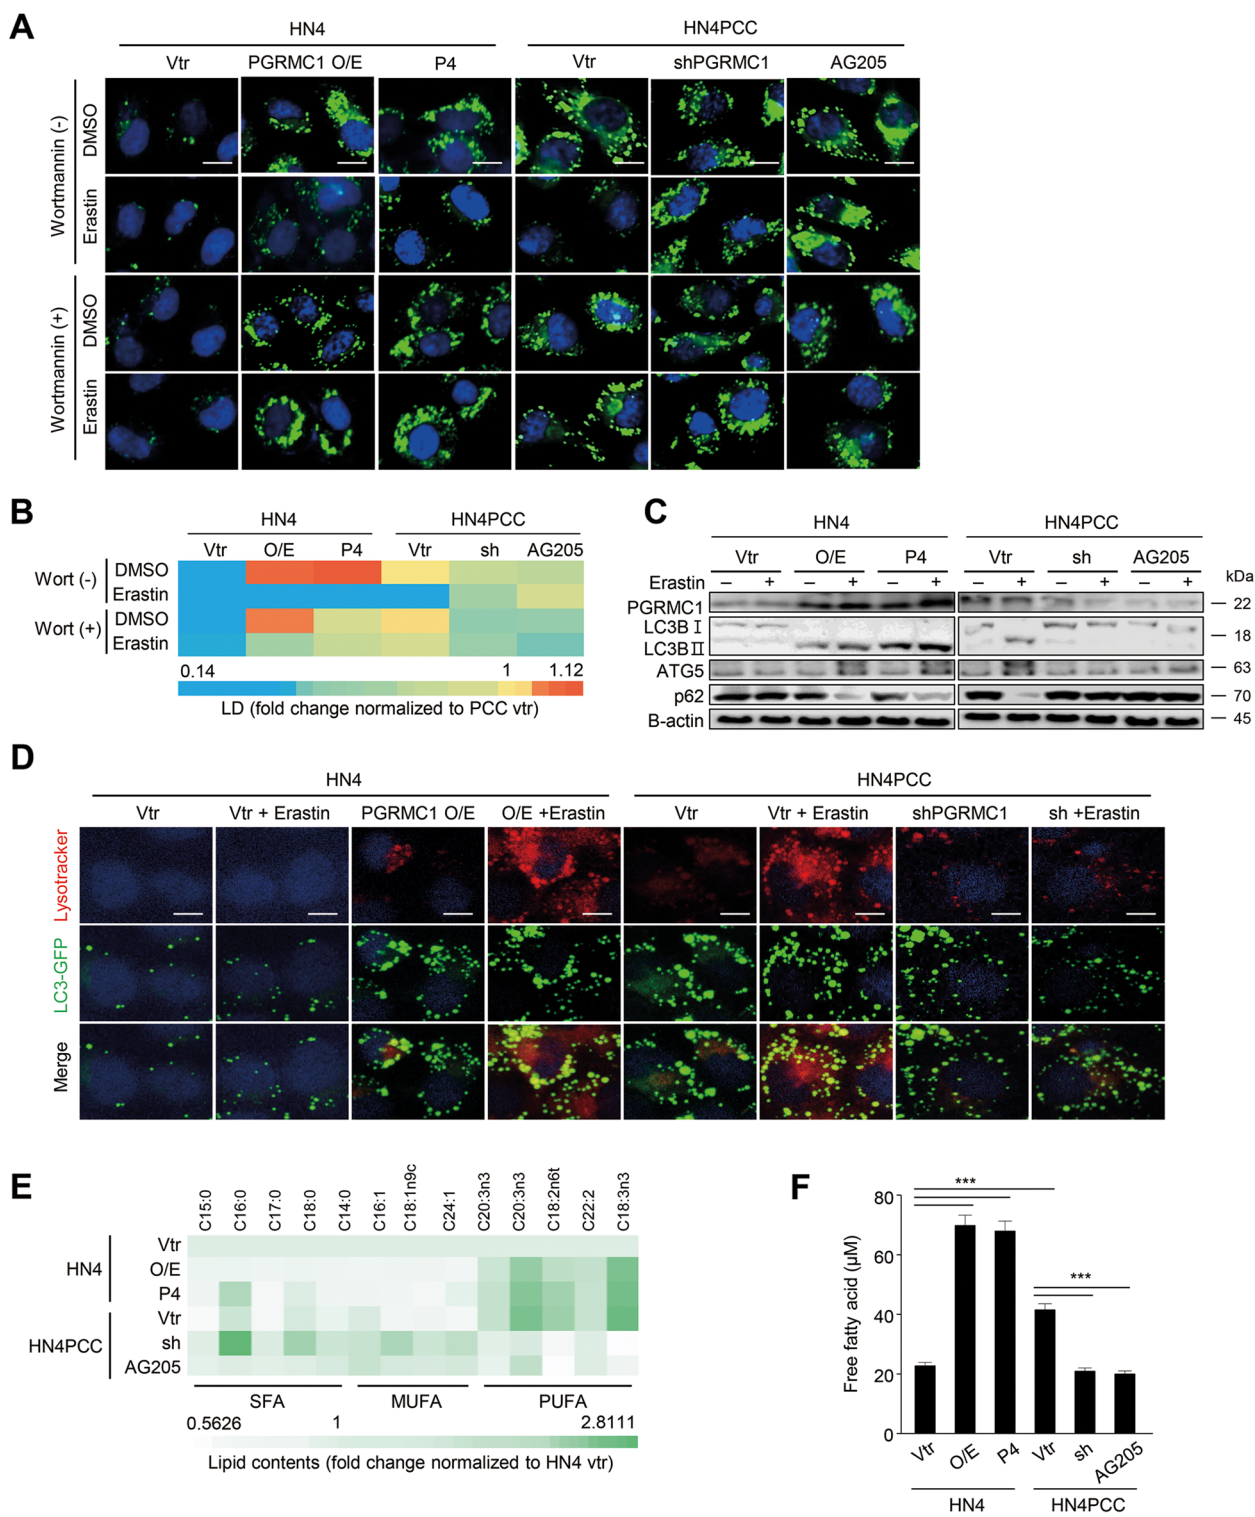 A
HN4 HN4PCC
Vtr PGRMC1 O/E P4 Vtr shPGRMC1 AG205
Wortmannin (-)
DMSO
Erastin
Wortmannin (+)
DMSO
Erastin
B
HN4 HN4PCC
Vtr O/E P4 Vtr sh AG205
Wort (-) DMSO
Erastin
Wort (+) DMSO
Erastin
0.14 1 1.12
LD (fold change normalized to PCC vtr)
C
HN4 HN4PCC
Vtr O/E P4 Vtr sh AG205
Erastin − + − + − + − + − + − + kDa
PGRMC1 22
LC3B Ⅰ 18
LC3B Ⅱ
ATG5 63
p62 70
B-actin 45
D
HN4 HN4PCC
Vtr Vtr + Erastin PGRMC1 O/E O/E +Erastin Vtr Vtr + Erastin shPGRMC1 sh +Erastin
Lysotracker
LC3-GFP
Merge
E
C15:0 C16:0 C17:0 C18:0 C14:0 C16:1 C18:1n9c C24:1 C20:3n3 C20:3n3 C18:2n6t C22:2 C18:3n3
HN4 Vtr
O/E
P4
HN4PCC Vtr
sh
AG205
SFA MUFA PUFA
0.5626 1 2.8111
Lipid contents (fold change normalized to HN4 vtr)
F
Free fatty acid (µM)
80
60
40
20
0
***
***
Vtr O/E P4 Vtr sh AG205
HN4 HN4PCC